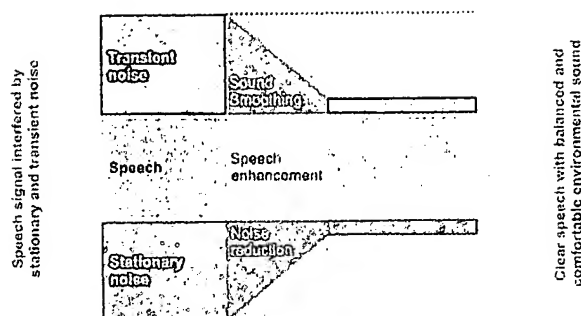 Speech signal interfered by
stationary and transient noise
Transient
noise
Sound
Smoothing
Speech
Speech
enhancement
Noise
reduction
Stationary
noise
Clear speech with balanced and
comfortable environmental sound